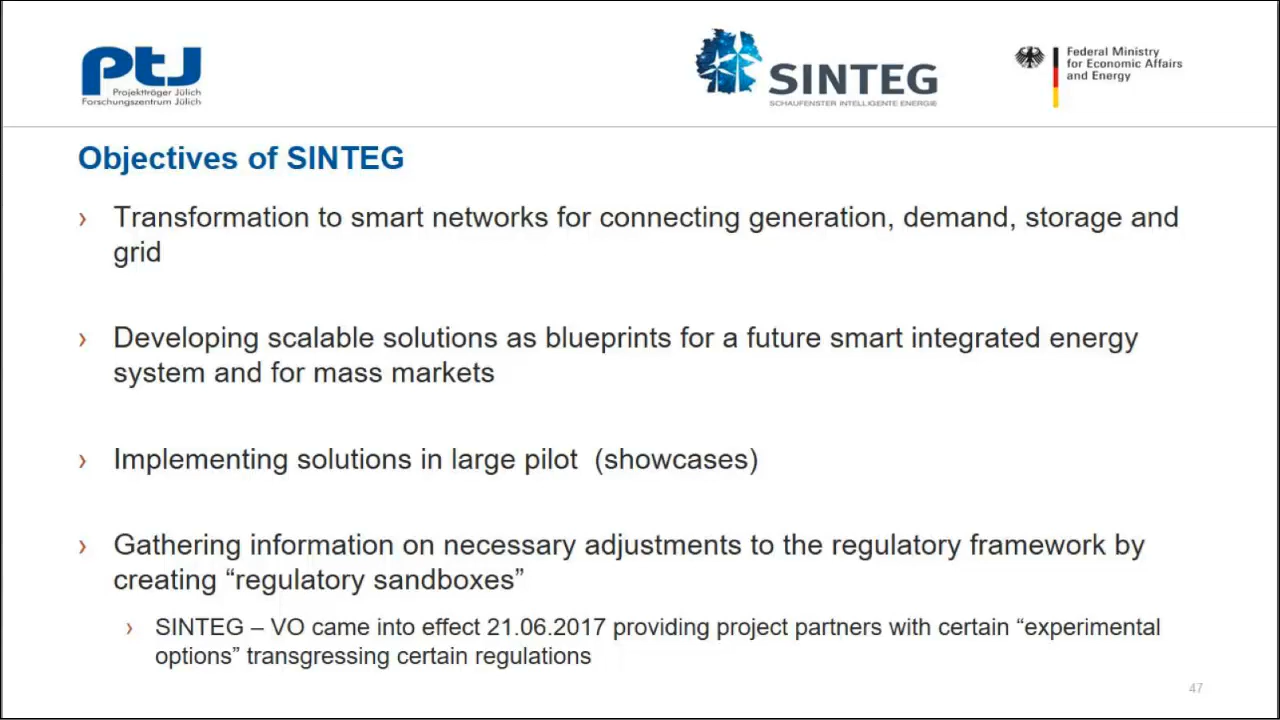 ptJ
Projektträger Jülich
Forschungszentrum Jülich
SINTEG
SCHAUFENSTER INTELLIGENTE ENERGIE
Federal Ministry
for Economic Affairs
and Energy
Objectives of SINTEG
› Transformation to smart networks for connecting generation, demand, storage and
grid
› Developing scalable solutions as blueprints for a future smart integrated energy
system and for mass markets
› Implementing solutions in large pilot  (showcases)
› Gathering information on necessary adjustments to the regulatory framework by
creating “regulatory sandboxes”
› SINTEG – VO came into effect 21.06.2017 providing project partners with certain “experimental
options” transgressing certain regulations
47